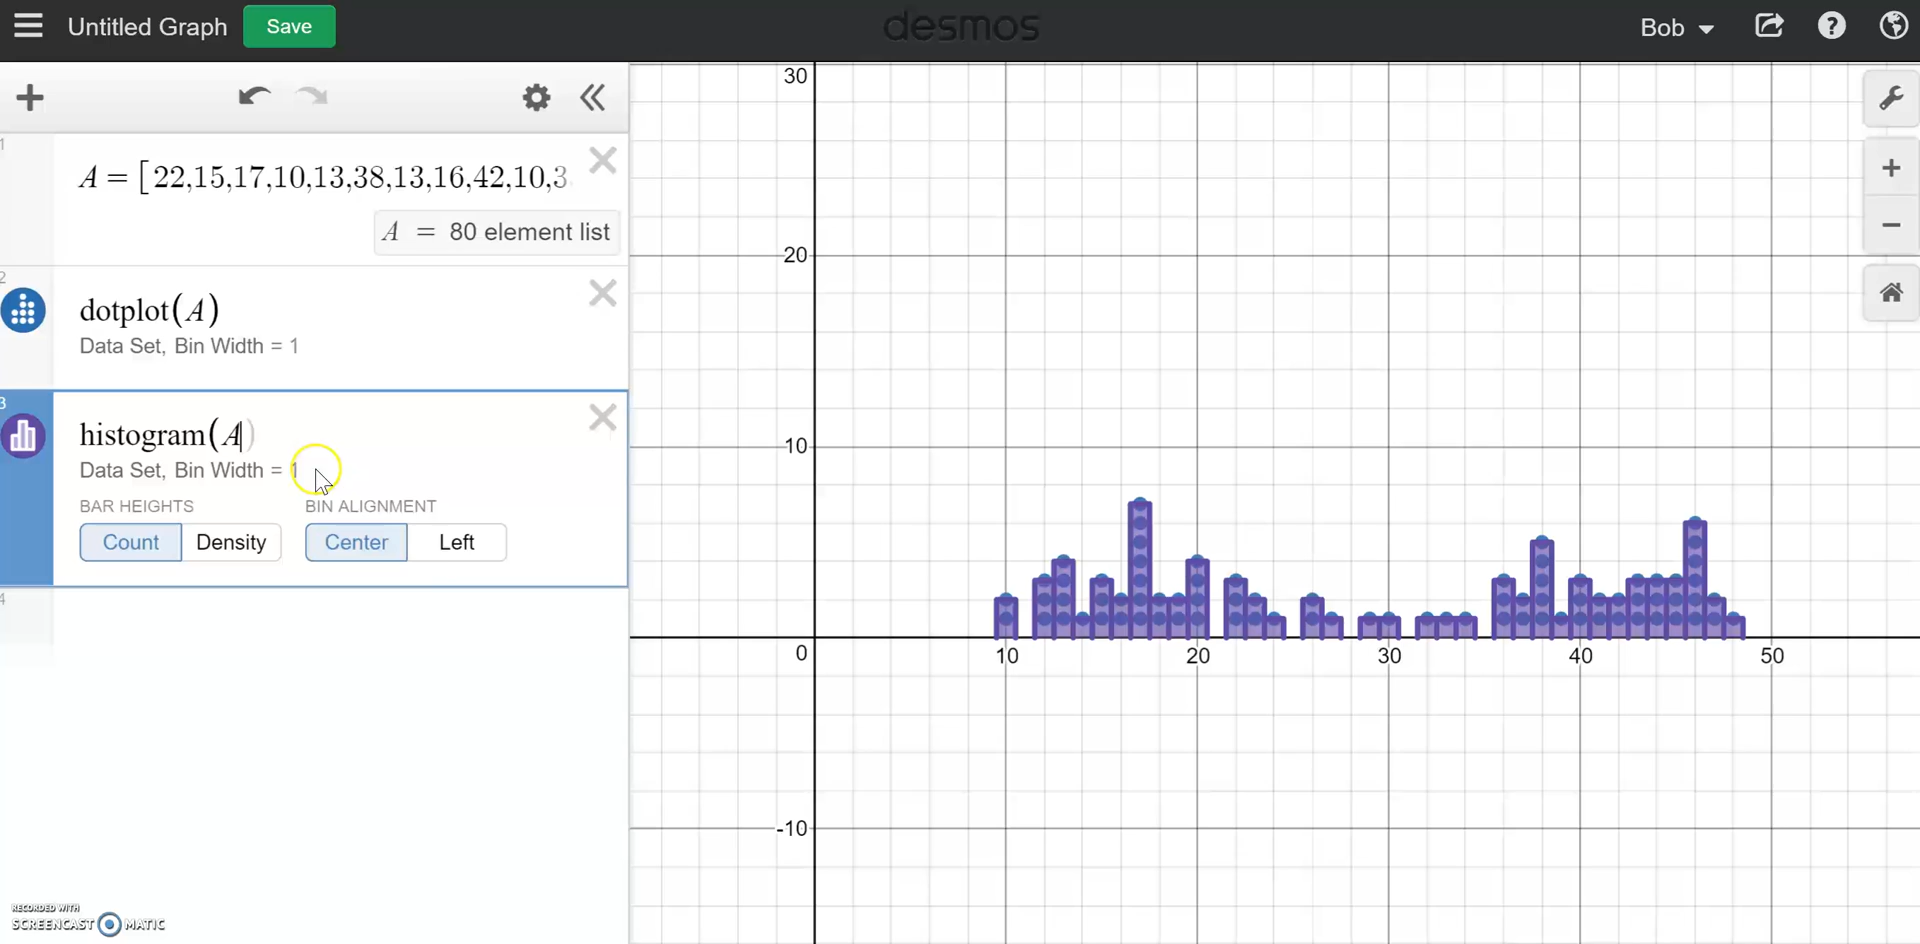 Untitled Graph
Save
desmos
Bob
1
A = [22,15,17,10,13,38,13,16,42,10,3
A = 80 element list
2
dotplot(A)
Data Set, Bin Width = 1
3
histogram(A)
Data Set, Bin Width = 1
BAR HEIGHTS
BIN ALIGNMENT
Count
Density
Center
Left
4
30
20
10
0
10
20
30
40
50
-10
RECORDED WITH
SCREENCAST MATIC